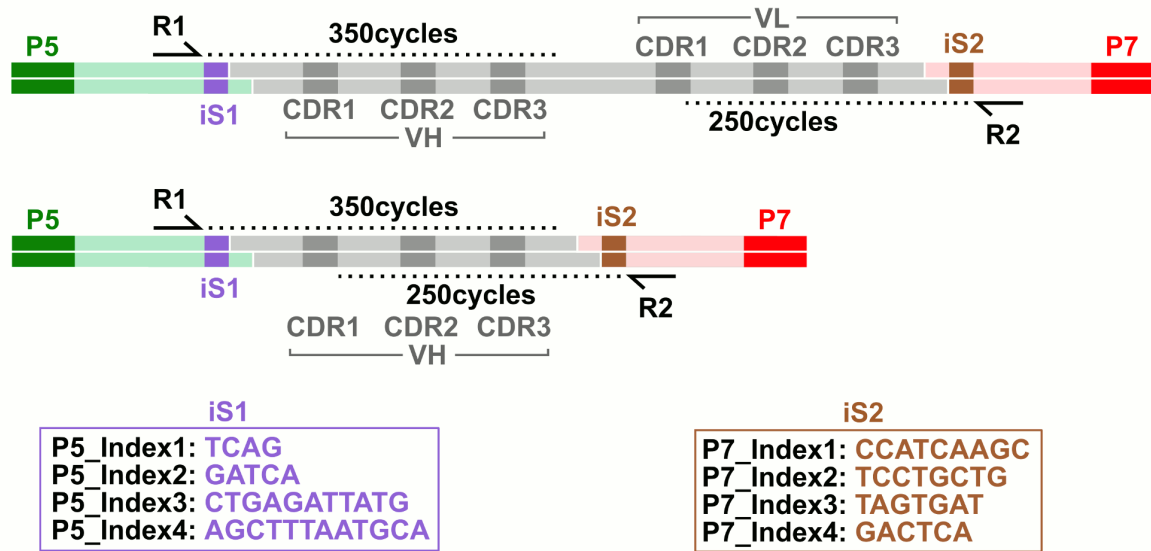 VL
R1 350cycles CDR1 CDR2 CDR3 iS2 P7
P5
iS1 CDR1 CDR2 CDR3 250cycles R2
VH
R1 350cycles iS2 P7
P5
iS1 250cycles R2
CDR1 CDR2 CDR3
VH
iS1
P5_Index1: TCAG
P5_Index2: GATCA
P5_Index3: CTGAGATTATG
P5_Index4: AGCTTTAATGCA
iS2
P7_Index1: CCATCAAGC
P7_Index2: TCCTGCTG
P7_Index3: TAGTGAT
P7_Index4: GACTCA